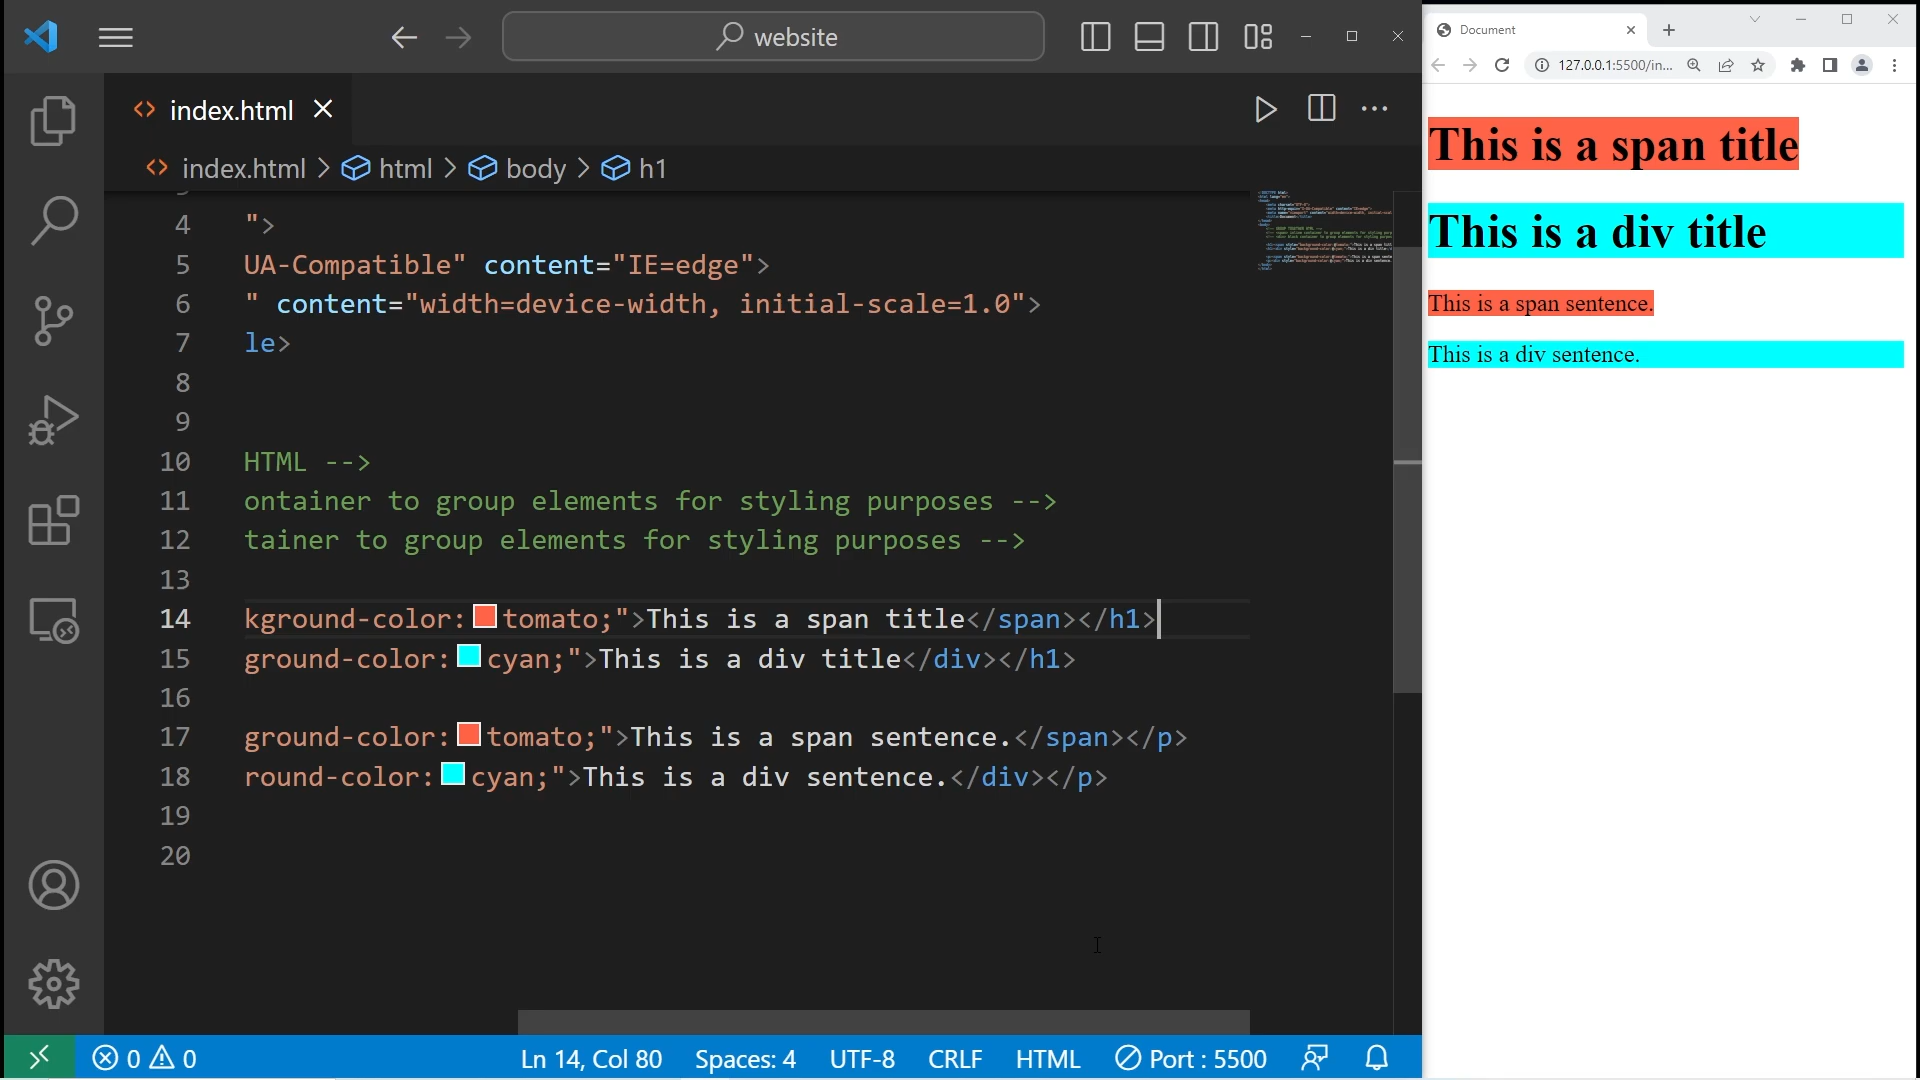 website
index.html
index.html > html > body > h1
4 ">
5 UA-Compatible" content="IE=edge">
6 " content="width=device-width, initial-scale=1.0">
7 le>
8
9
10 HTML -->
11 ontainer to group elements for styling purposes -->
12 tainer to group elements for styling purposes -->
13
14 kground-color: tomato;">This is a span title</span></h1>
15 ground-color: cyan;">This is a div title</div></h1>
16
17 ground-color: tomato;">This is a span sentence.</span></p>
18 round-color: cyan;">This is a div sentence.</div></p>
19
20
0 0 Ln 14, Col 80 Spaces: 4 UTF-8 CRLF HTML Port : 5500
Document
127.0.0.1:5500/in...
This is a span title
This is a div title
This is a span sentence.
This is a div sentence.